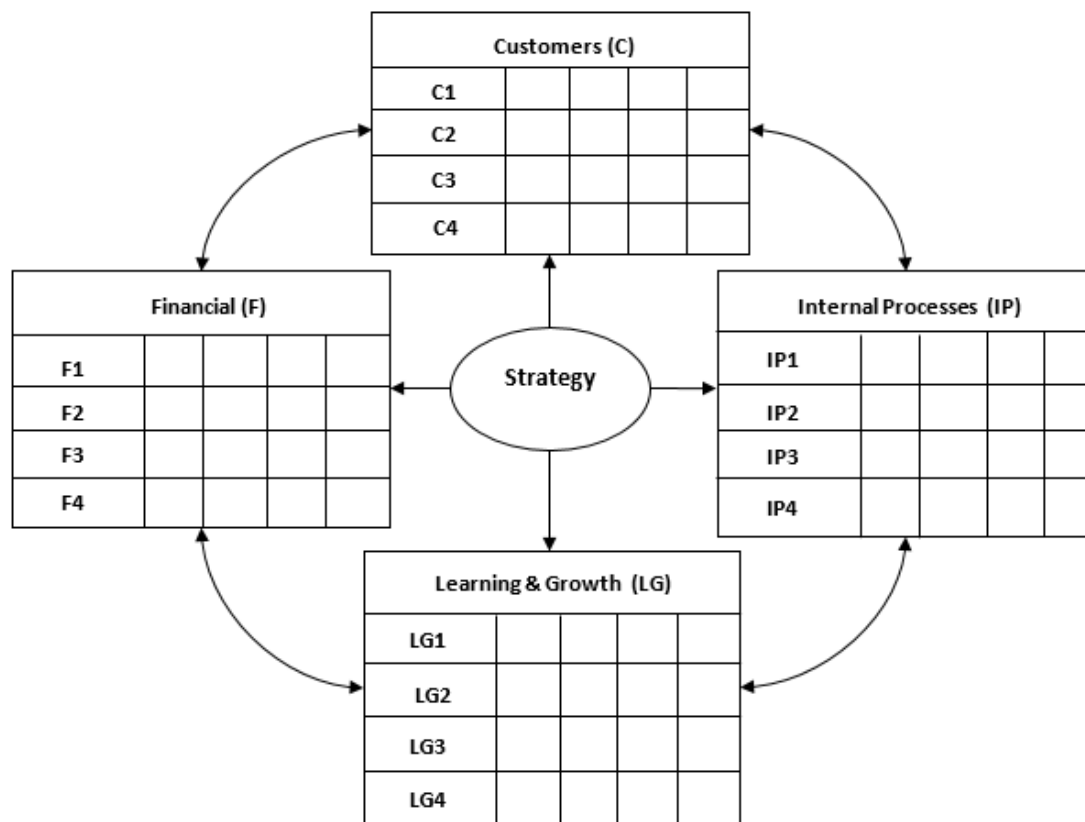 Customers (C)
C1
C2
C3
C4
Financial (F)
F1
F2
F3
F4
Strategy
Internal Processes (IP)
IP1
IP2
IP3
IP4
Learning & Growth (LG)
LG1
LG2
LG3
LG4